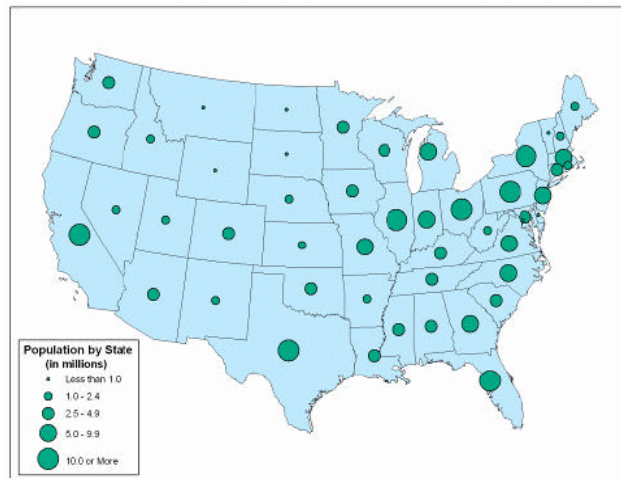 Population by State
(in millions)
Less than 1.0
1.0 - 2.4
2.5 - 4.9
5.0 - 9.9
10.0 or More